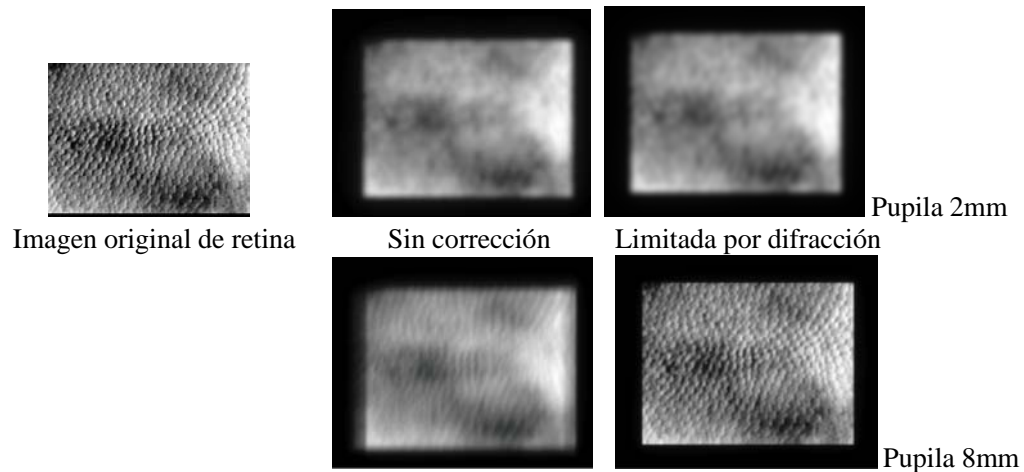 Pupila 2mm
Imagen original de retina Sin corrección Limitada por difracción
Pupila 8mm